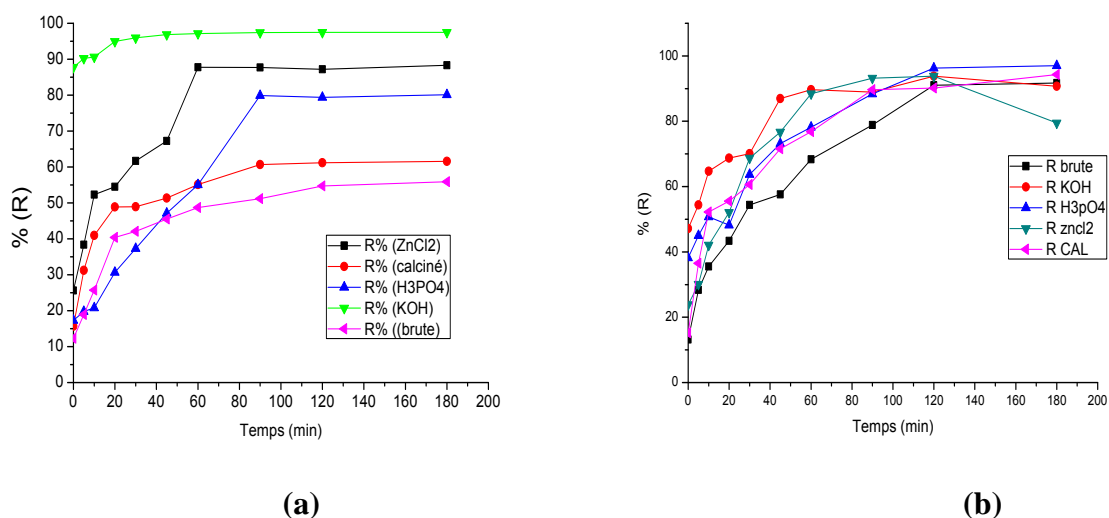 % (R)
100
90
80
70
60
50
40
30
20
10
0
R% (ZnCl2)
R% (calciné)
R% (H3PO4)
R% (KOH)
R% ((brute)
0 20 40 60 80 100 120 140 160 180 200
Temps (min)
(a)
% (R)
100
80
60
40
20
0
R brute
R KOH
R H3pO4
R zncl2
R CAL
0 20 40 60 80 100 120 140 160 180 200
Temps (min)
(b)